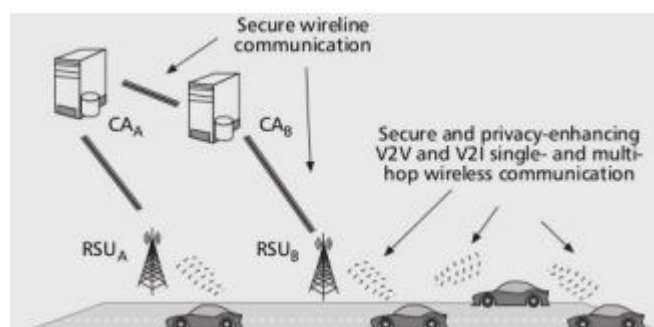 Secure wireline
communication
CA_A
CA_B
Secure and privacy-enhancing
V2V and V2I single- and multi-
hop wireless communication
RSU_A
RSU_B